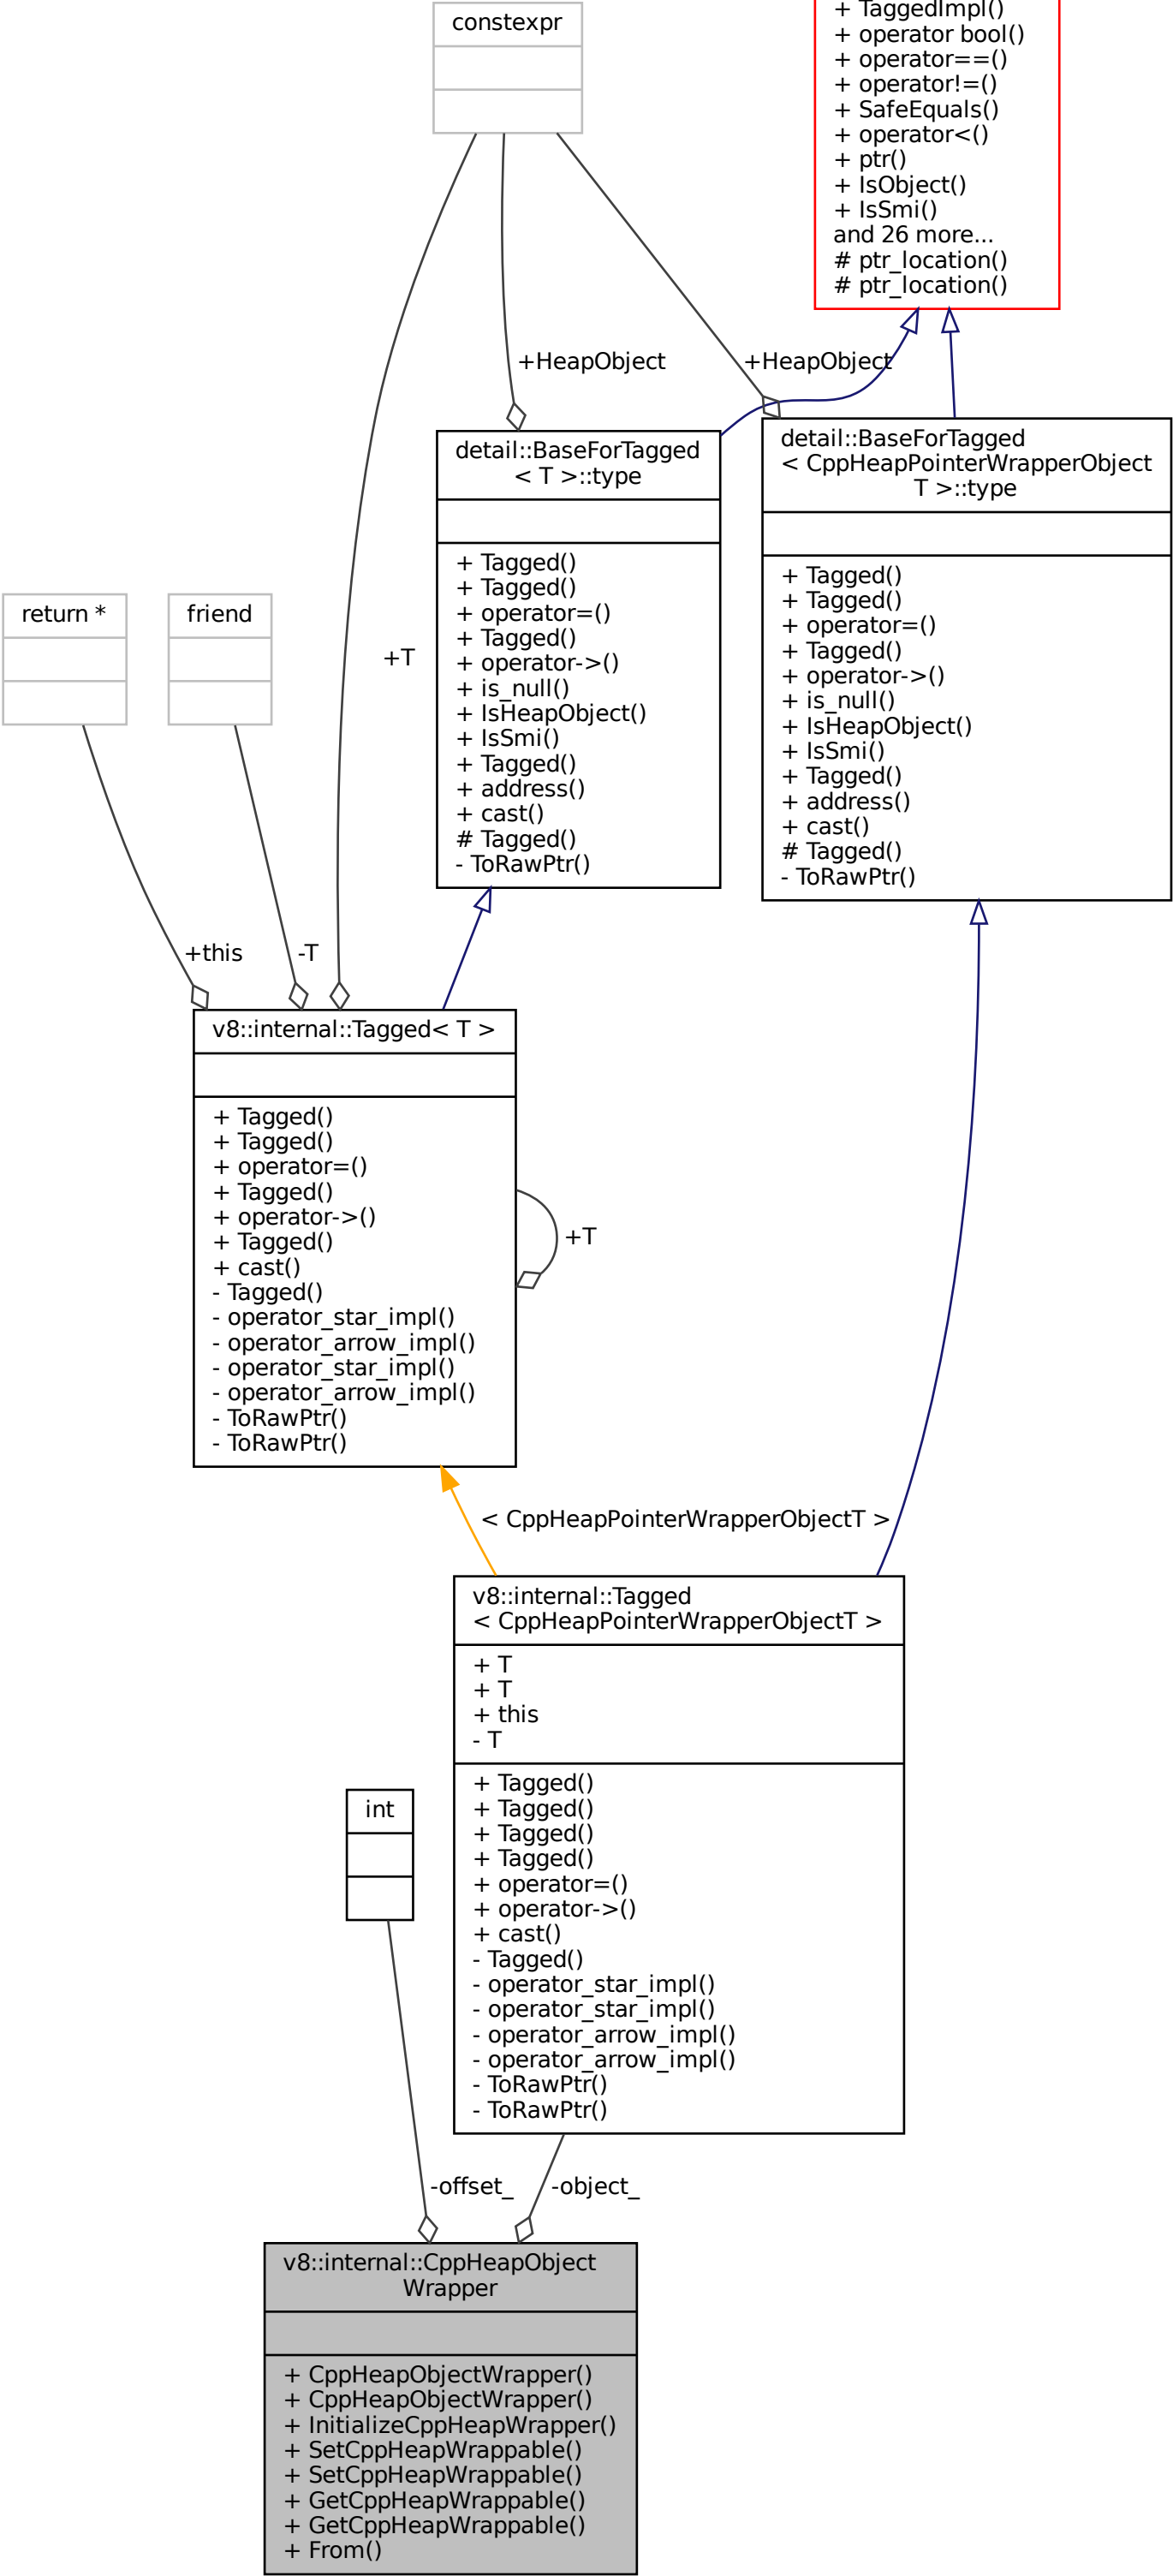 constexpr
+ TaggedImpl()
+ operator bool()
+ operator==()
+ operator!=()
+ SafeEquals()
+ operator<()
+ ptr()
+ IsObject()
+ IsSmi()
and 26 more...
# ptr_location()
# ptr_location()
+HeapObject
+HeapObject
detail::BaseForTagged
< T >::type
+ Tagged()
+ Tagged()
+ operator=()
+ Tagged()
+ operator->()
+ is_null()
+ IsHeapObject()
+ IsSmi()
+ Tagged()
+ address()
+ cast()
# Tagged()
- ToRawPtr()
detail::BaseForTagged
< CppHeapPointerWrapperObject
T >::type
+ Tagged()
+ Tagged()
+ operator=()
+ Tagged()
+ operator->()
+ is_null()
+ IsHeapObject()
+ IsSmi()
+ Tagged()
+ address()
+ cast()
# Tagged()
- ToRawPtr()
return *
friend
+T
+this
-T
v8::internal::Tagged< T >
+ Tagged()
+ Tagged()
+ operator=()
+ Tagged()
+ operator->()
+ Tagged()
+ cast()
- Tagged()
- operator_star_impl()
- operator_arrow_impl()
- operator_star_impl()
- operator_arrow_impl()
- ToRawPtr()
- ToRawPtr()
+T
< CppHeapPointerWrapperObjectT >
v8::internal::Tagged
< CppHeapPointerWrapperObjectT >
+ T
+ T
+ this
- T
+ Tagged()
+ Tagged()
+ Tagged()
+ Tagged()
+ operator=()
+ operator->()
+ cast()
- Tagged()
- operator_star_impl()
- operator_star_impl()
- operator_arrow_impl()
- operator_arrow_impl()
- ToRawPtr()
- ToRawPtr()
int
-offset_
-object_
v8::internal::CppHeapObject
Wrapper
+ CppHeapObjectWrapper()
+ CppHeapObjectWrapper()
+ InitializeCppHeapWrapper()
+ SetCppHeapWrappable()
+ SetCppHeapWrappable()
+ GetCppHeapWrappable()
+ GetCppHeapWrappable()
+ From()